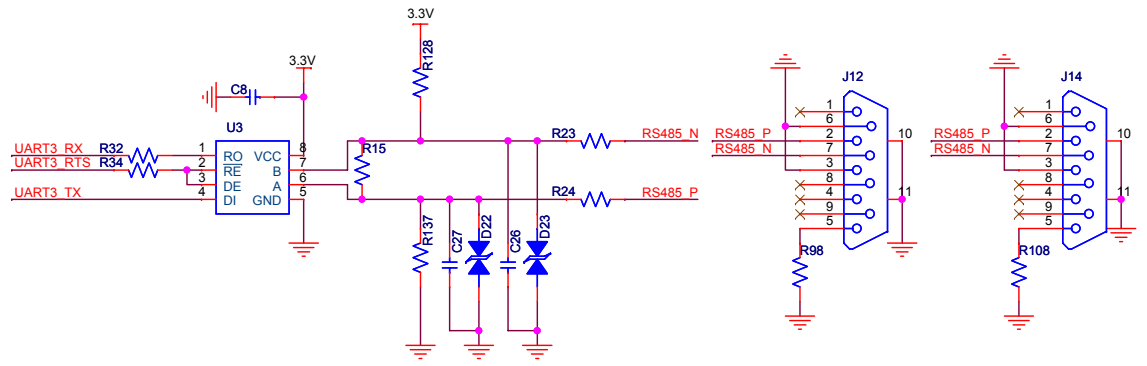 3.3V
R128
3.3V
C8
U3
UART3_RX R32 1 RO VCC 8
UART3_RTS R34 2 RE B 7
3 DE A 6
UART3_TX 4 DI GND 5
R15
R23 RS485_N
R24 RS485_P
R137
C27
D22
C26
D23
J12
1
6
RS485_P 2 10
RS485_N 7
3
8
4 11
9
5
R98
J14
1
6
RS485_P 2 10
RS485_N 7
3
8
4 11
9
5
R108